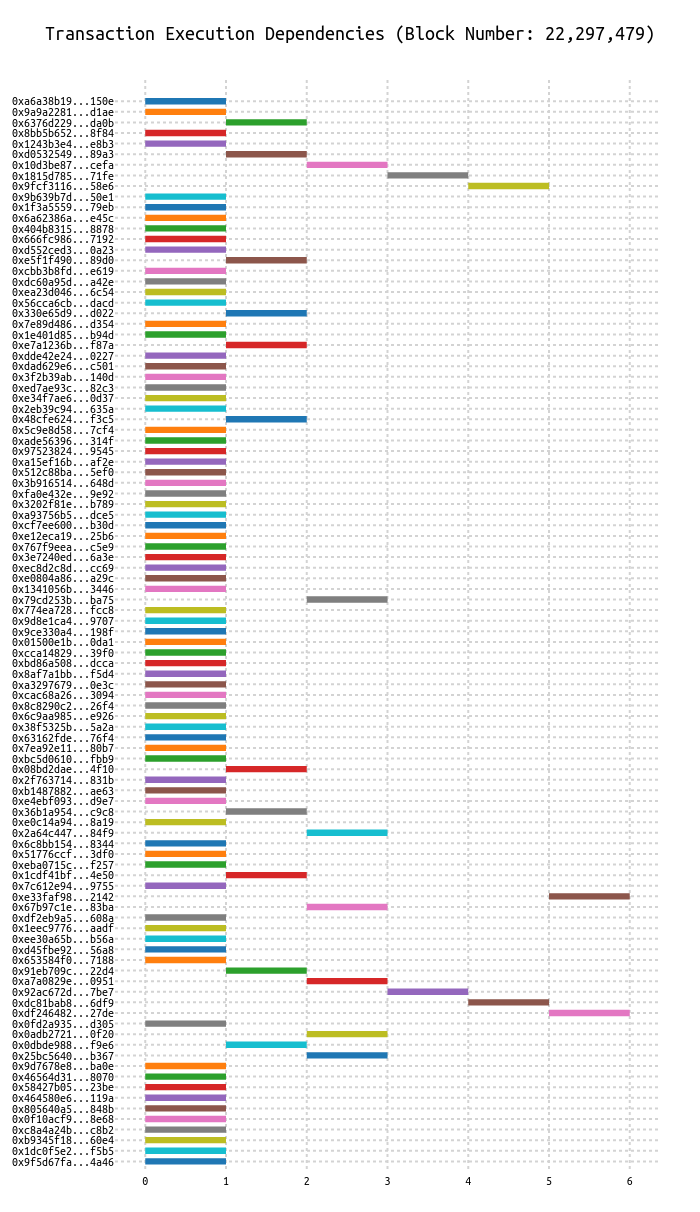 Transaction Execution Dependencies (Block Number: 22,297,479)
0xa6a38b19...150e
0x9a9a2281...d1ae
0x6376d229...da0b
0x8bb5b652...8f84
0x1243b3e4...e8b3
0xd0532549...89a3
0x10d3be87...cefa
0x1815d785...71fe
0x9fcf3116...58e6
0x9b639b7d...50e1
0x1f3a5559...79eb
0x6a62386a...e45c
0x404b8315...8878
0x666fc986...7192
0xd552ced3...0a23
0xe5f1f490...89d0
0xcbb3b8fd...e619
0xdc60a95d...a42e
0xea23d046...6c54
0x56cca6cb...dacd
0x330e65d9...d022
0x7e89d486...d354
0x1e401d85...b94d
0xe7a1236b...f87a
0xdde42e24...0227
0xdad629e6...c501
0x3f2b39ab...140d
0xed7ae93c...82c3
0xe34f7ae6...0d37
0x2eb39c94...635a
0x48cfe624...f3c5
0x5c9e8d58...7cf4
0xade56396...314f
0x97523824...9545
0xa15ef16b...af2e
0x512c88ba...5ef0
0x3b916514...648d
0xfa0e432e...9e92
0x3202f81e...b789
0xa93756b5...dce5
0xcf7ee600...b30d
0xe12eca19...25b6
0x767f9eea...c5e9
0x3e7240ed...6a3e
0xec8d2c8d...cc69
0xe0804a86...a29c
0x1341056b...3446
0x79cd253b...ba75
0x774ea728...fcc8
0x9d8e1ca4...9707
0x9ce330a4...198f
0x01500e1b...0da1
0xcca14829...39f0
0xbd86a508...dcca
0x8af7a1bb...f5d4
0xa3297679...0e3c
0xcac68a26...3094
0x8c8290c2...26f4
0x6c9aa985...e926
0x38f5325b...5a2a
0x63162fde...76f4
0x7ea92e11...80b7
0xbc5d0610...fbb9
0x08bd2dae...4f10
0x2f763714...831b
0xb1487882...ae63
0xe4ebf093...d9e7
0x36b1a954...c9c8
0xe0c14a94...8a19
0x2a64c447...84f9
0x6c8bb154...8344
0x51776ccf...3df0
0xeba0715c...f257
0x1cdf41bf...4e50
0x7c612e94...9755
0xe33faf98...2142
0x67b97c1e...83ba
0xdf2eb9a5...608a
0x1eec9776...aadf
0xee30a65b...b56a
0xd45fbe92...56a8
0x653584f0...7188
0x91eb709c...22d4
0xa7a0829e...0951
0x92ac672d...7be7
0xdc81bab8...6df9
0xdf246482...27de
0x0fd2a935...d305
0x0adb2721...0f20
0x0dbde988...f9e6
0x25bc5640...b367
0x9d7678e8...ba0e
0x46564d31...8070
0x58427b05...23be
0x464580e6...119a
0x805640a5...848b
0x0f10acf9...8e68
0xc8a4a24b...c8b2
0xb9345f18...60e4
0x1dc0f5e2...f5b5
0x9f5d67fa...4a46
0 1 2 3 4 5 6